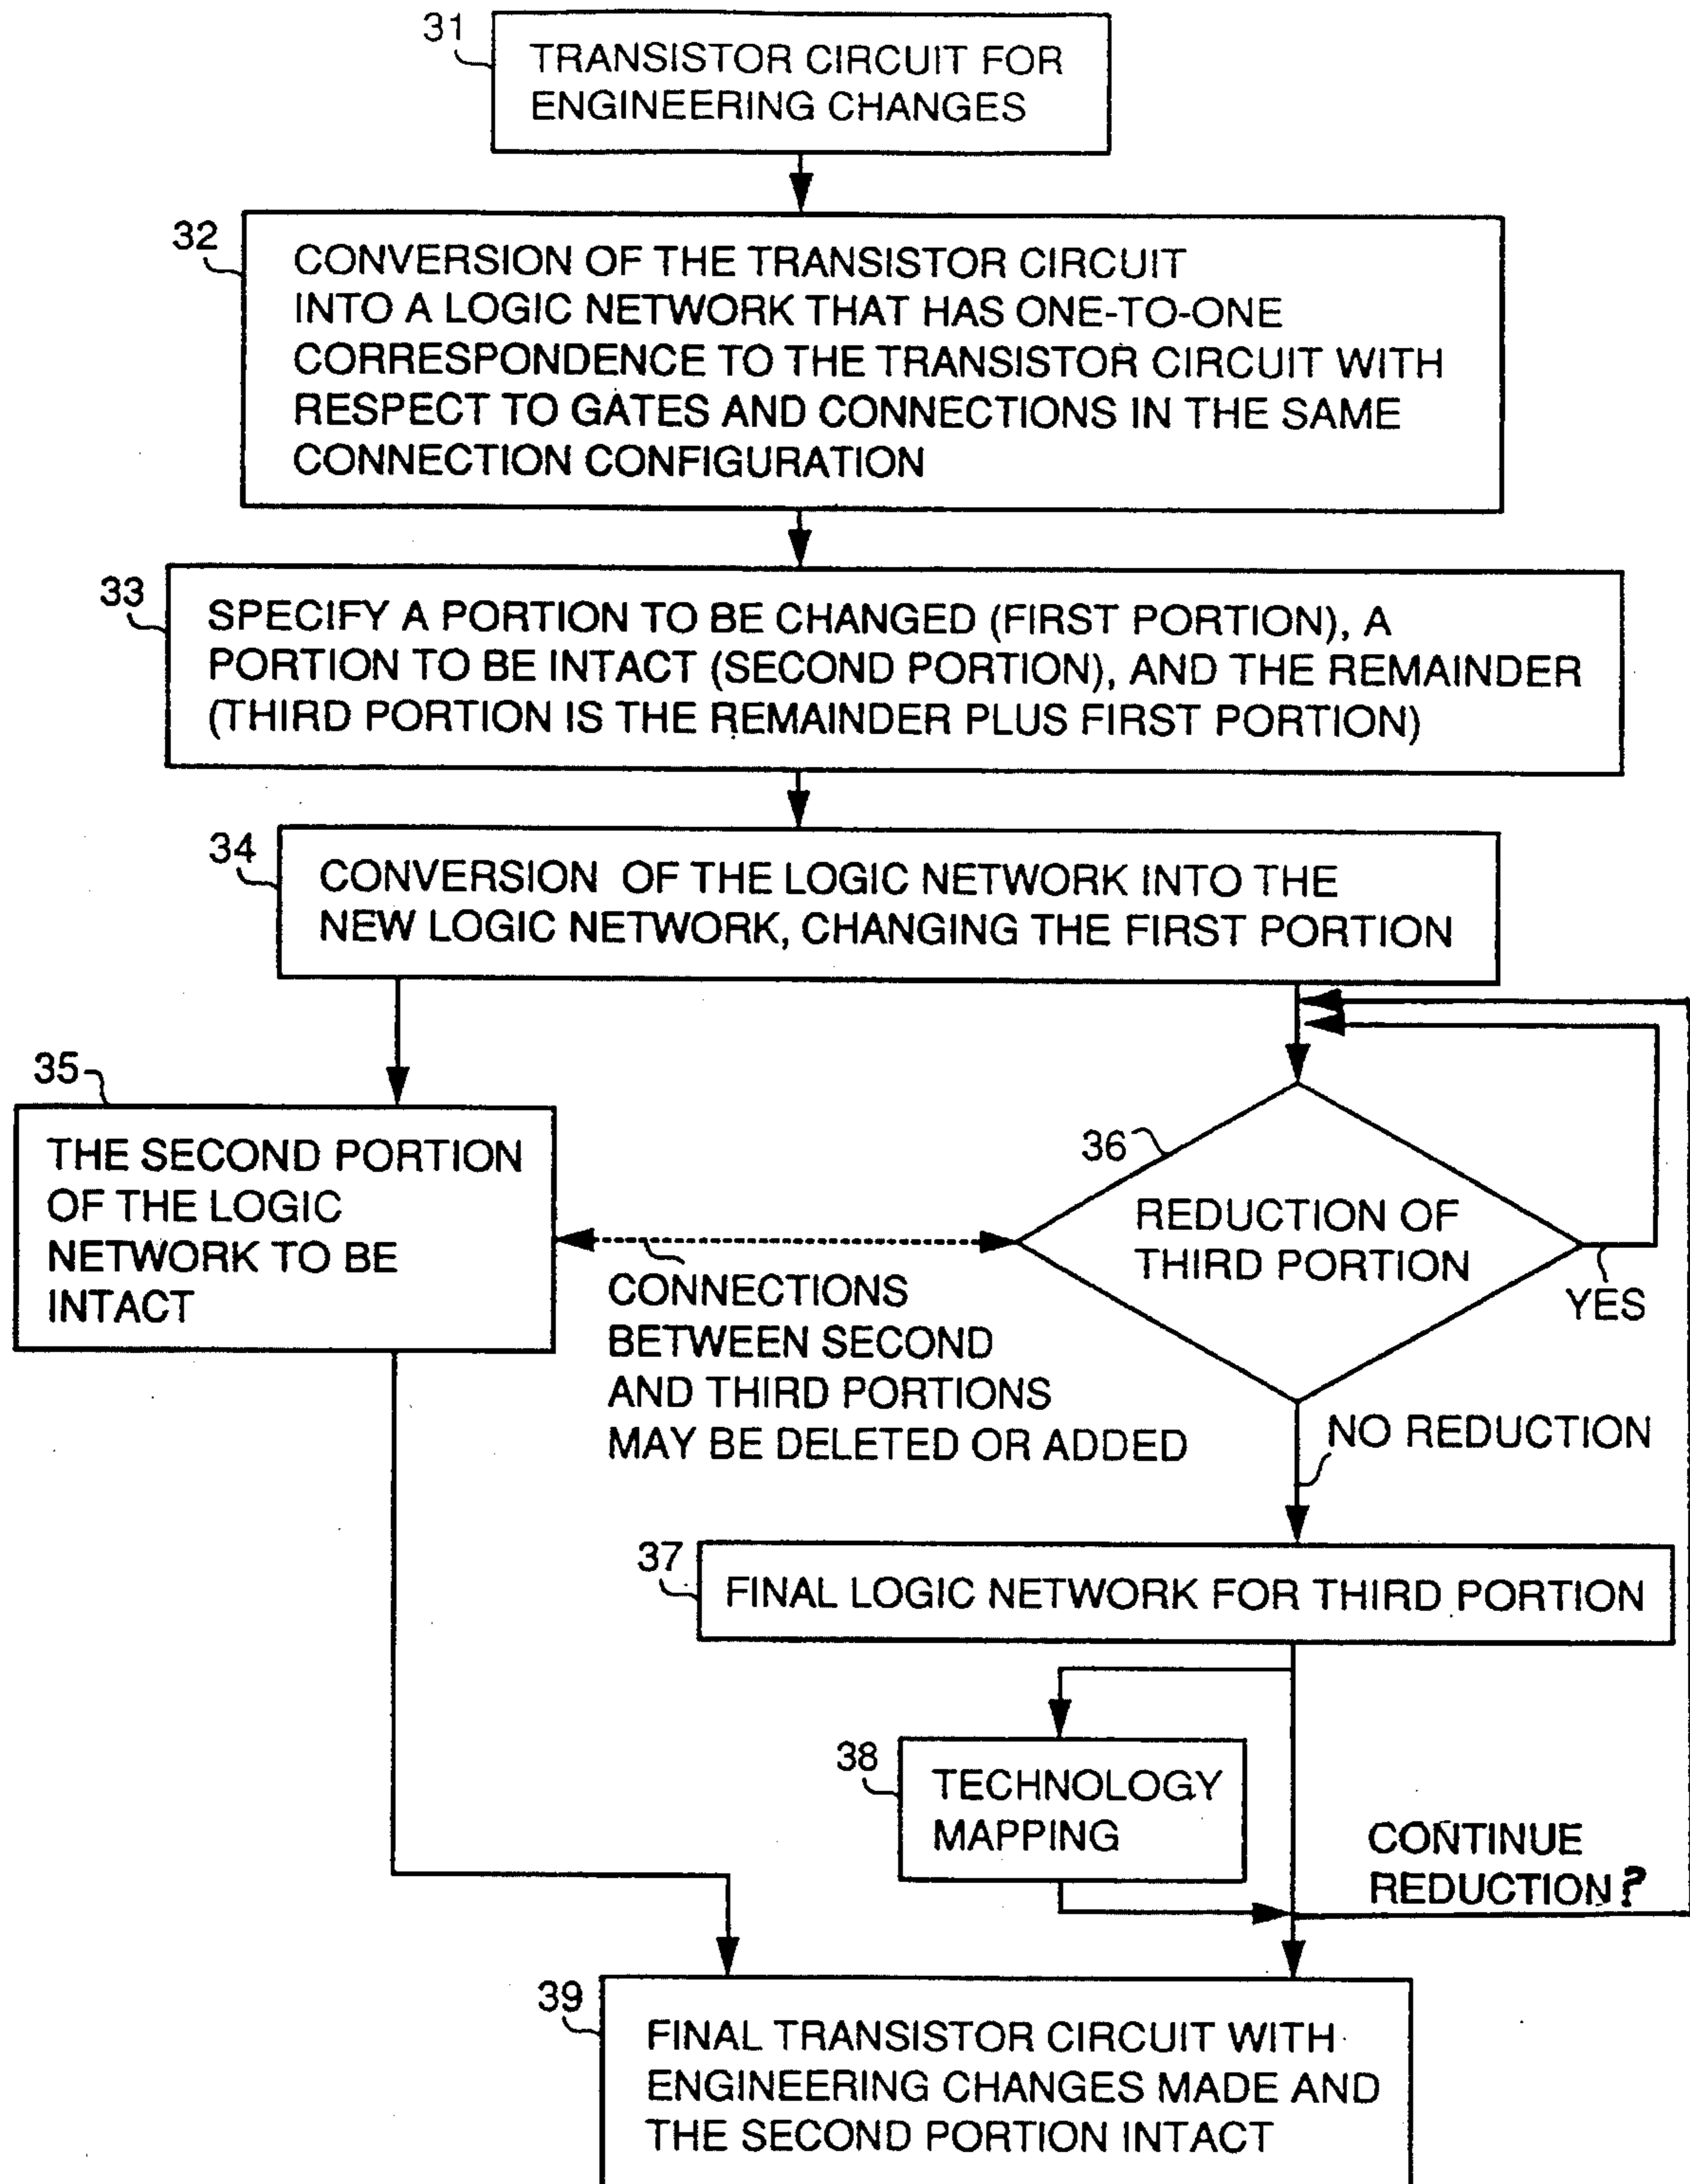 31
TRANSISTOR CIRCUIT FOR
ENGINEERING CHANGES
32
CONVERSION OF THE TRANSISTOR CIRCUIT
INTO A LOGIC NETWORK THAT HAS ONE-TO-ONE
CORRESPONDENCE TO THE TRANSISTOR CIRCUIT WITH
RESPECT TO GATES AND CONNECTIONS IN THE SAME
CONNECTION CONFIGURATION
33
SPECIFY A PORTION TO BE CHANGED (FIRST PORTION), A
PORTION TO BE INTACT (SECOND PORTION), AND THE REMAINDER
(THIRD PORTION IS THE REMAINDER PLUS FIRST PORTION)
34
CONVERSION OF THE LOGIC NETWORK INTO THE
NEW LOGIC NETWORK, CHANGING THE FIRST PORTION
35
THE SECOND PORTION
OF THE LOGIC
NETWORK TO BE
INTACT
36
REDUCTION OF
THIRD PORTION
YES
CONNECTIONS
BETWEEN SECOND
AND THIRD PORTIONS
MAY BE DELETED OR ADDED
NO REDUCTION
37
FINAL LOGIC NETWORK FOR THIRD PORTION
38
TECHNOLOGY
MAPPING
CONTINUE
REDUCTION?
39
FINAL TRANSISTOR CIRCUIT WITH
ENGINEERING CHANGES MADE AND
THE SECOND PORTION INTACT